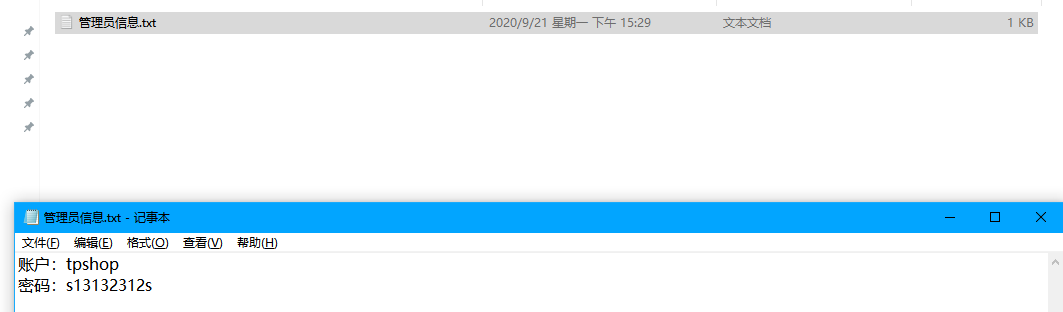 管理员信息.txt 2020/9/21 星期一 下午 15:29 文本文档 1 KB
管理员信息.txt - 记事本
文件(F) 编辑(E) 格式(O) 查看(V) 帮助(H)
账户：tpshop
密码：s13132312s